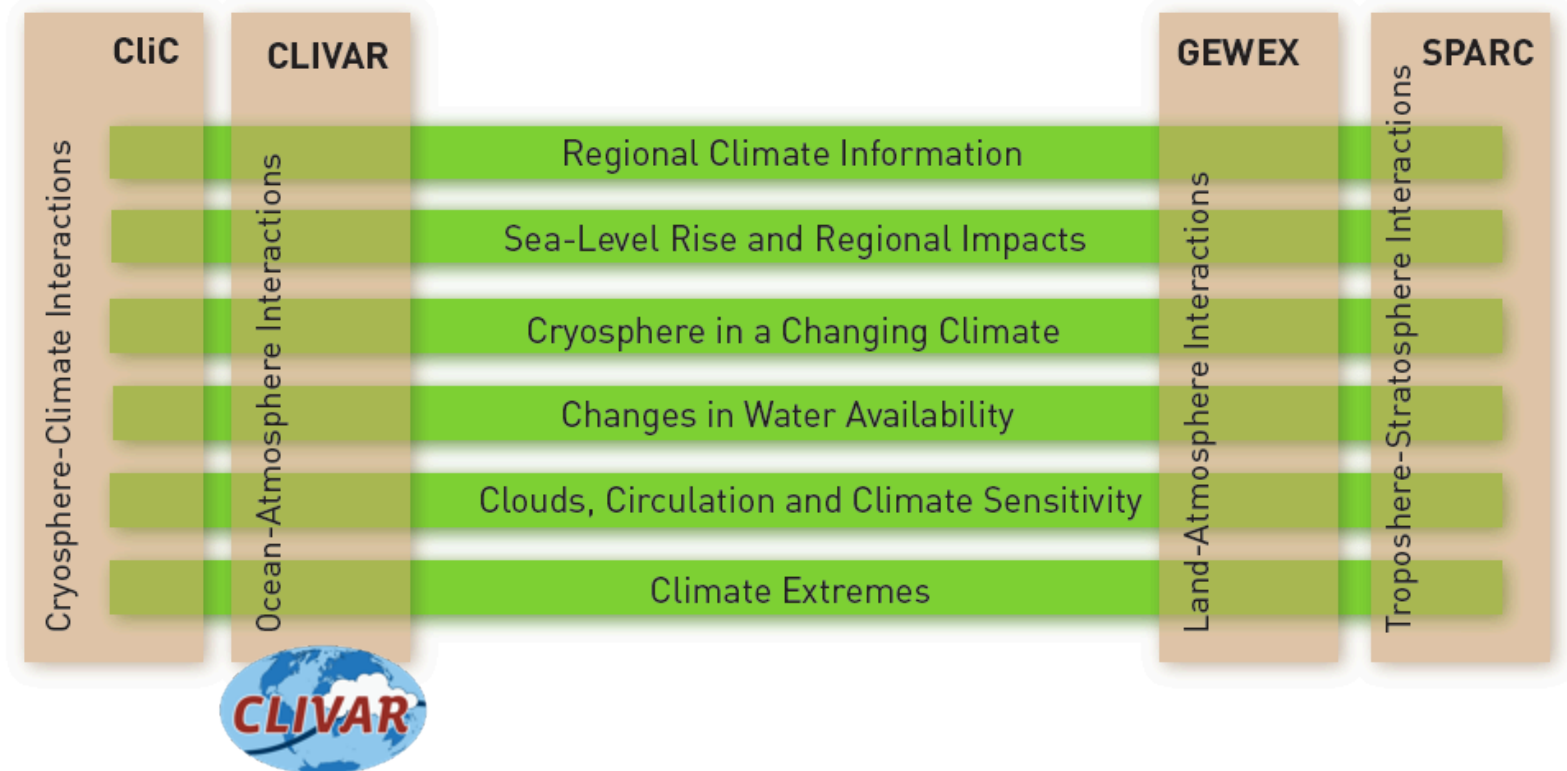 CliC
CLIVAR
GEWEX
SPARC
Cryosphere-Climate Interactions
Ocean-Atmosphere Interactions
Regional Climate Information
Sea-Level Rise and Regional Impacts
Cryosphere in a Changing Climate
Changes in Water Availability
Clouds, Circulation and Climate Sensitivity
Climate Extremes
Land-Atmosphere Interactions
Troposhere-Stratosphere Interactions
CLIVAR